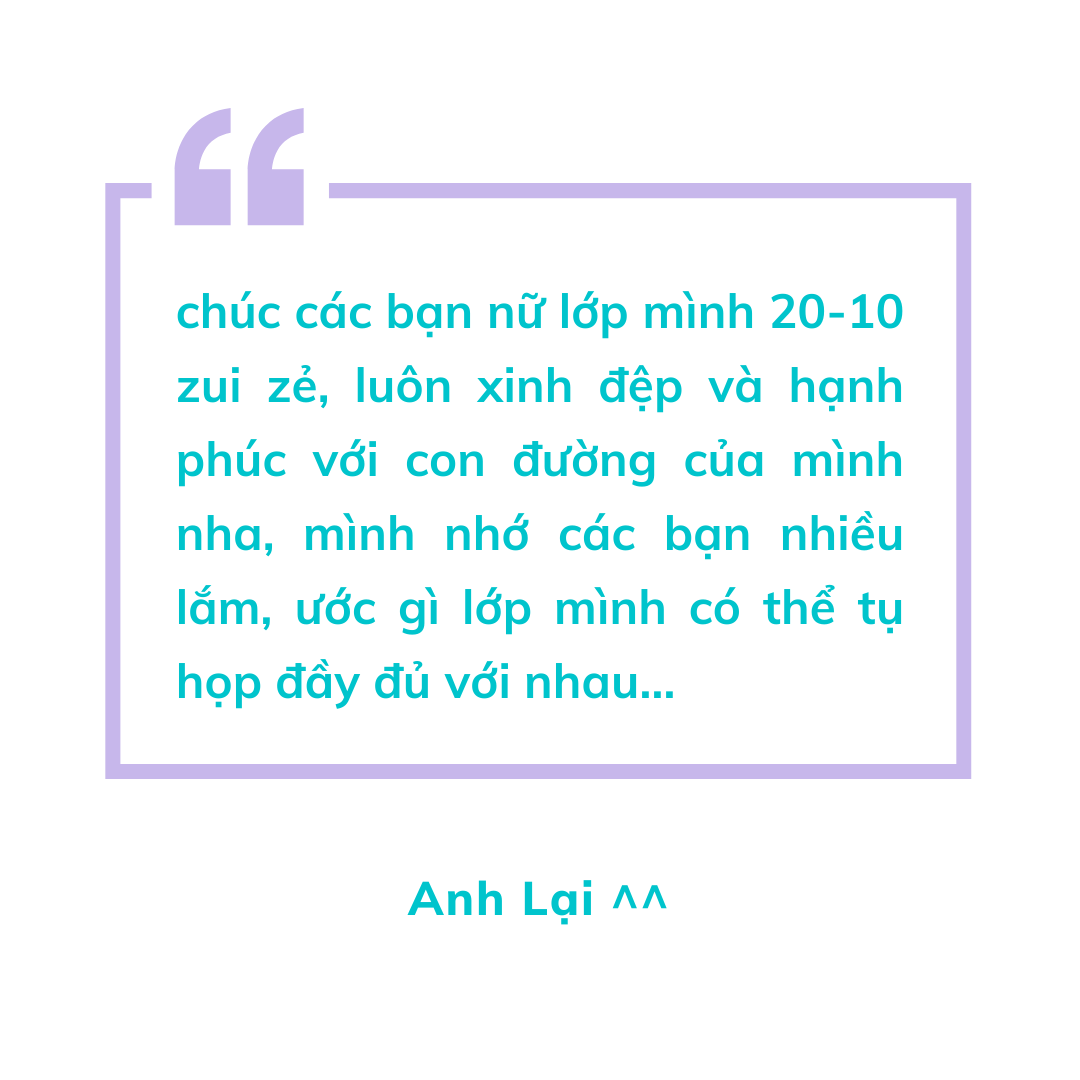 chúc các bạn nữ lớp mình 20-10
zui zẻ, luôn xinh đẹp và hạnh
phúc với con đường của mình
nha, mình nhớ các bạn nhiều
lắm, ước gì lớp mình có thể tụ
họp đầy đủ với nhau...
Anh Lại ^^